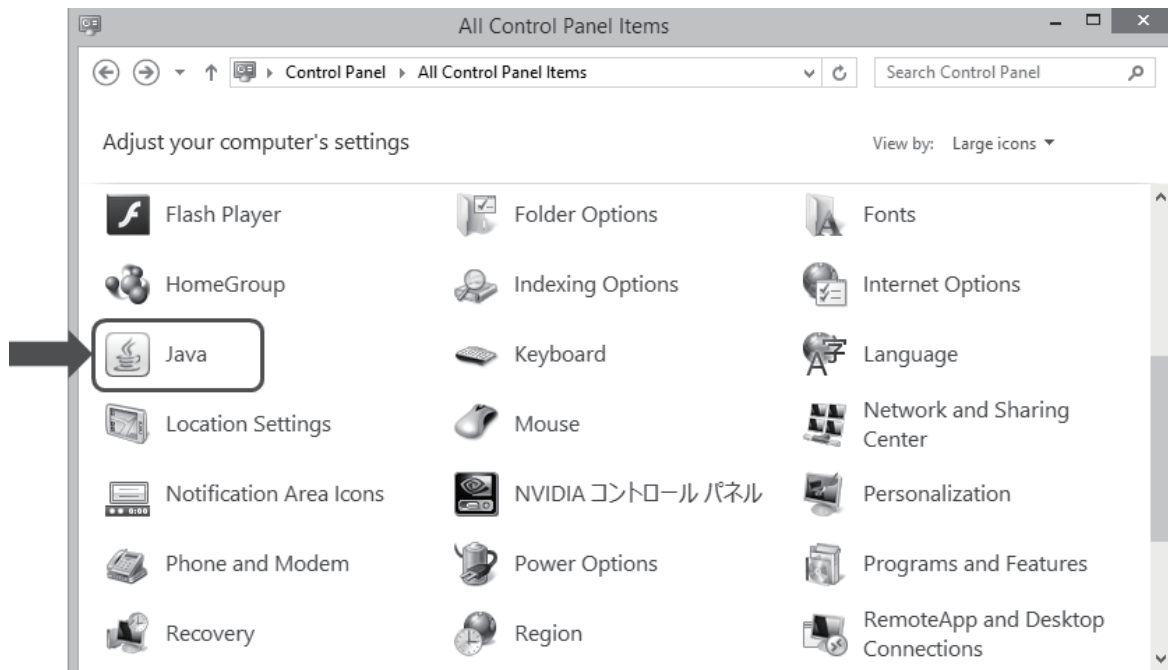 All Control Panel Items
Control Panel All Control Panel Items
Search Control Panel
Adjust your computer's settings
View by: Large icons
Flash Player
Folder Options
Fonts
HomeGroup
Indexing Options
Internet Options
Java
Keyboard
Language
Location Settings
Mouse
Network and Sharing
Center
Notification Area Icons
NVIDIA コントロール パネル
Personalization
Phone and Modem
Power Options
Programs and Features
Recovery
Region
RemoteApp and Desktop
Connections